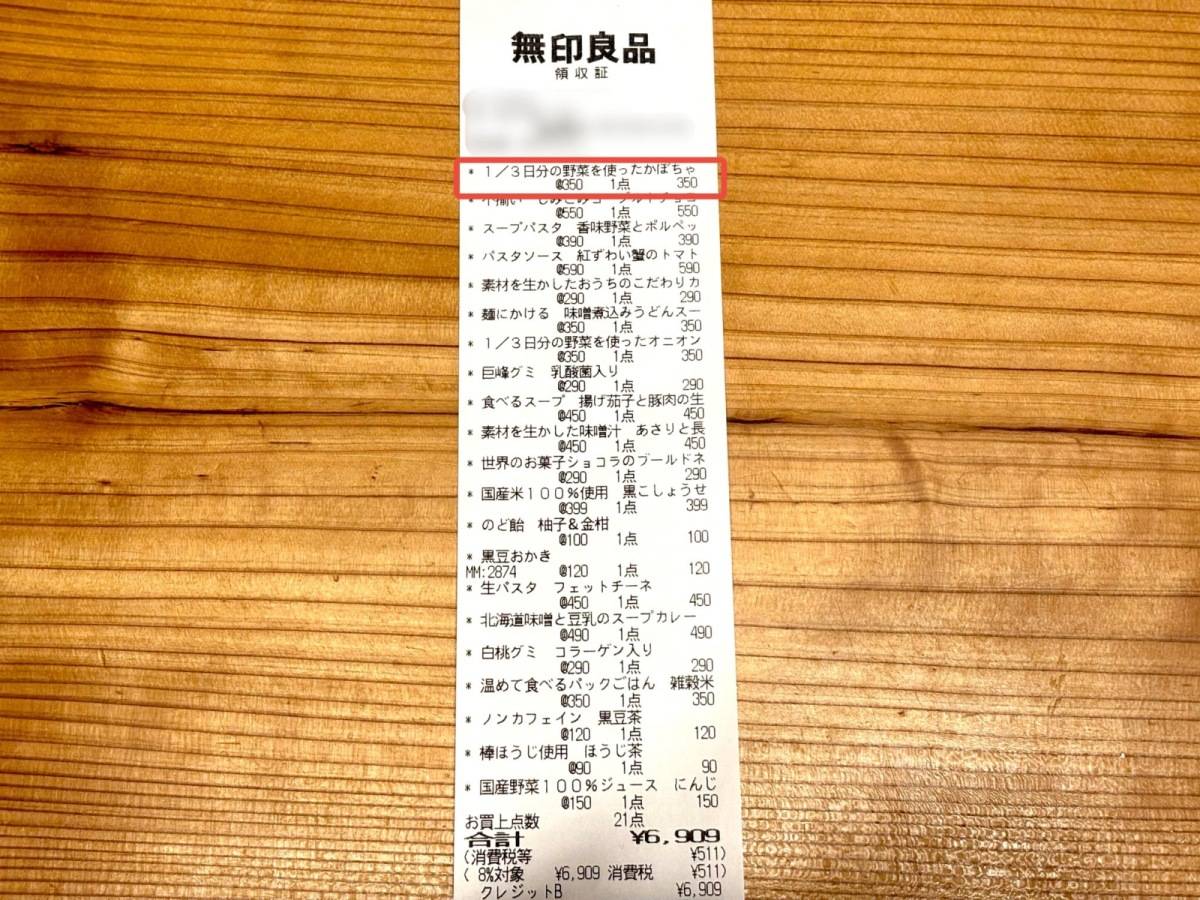 無印良品
領収証
* 1/3日分の野菜を使ったかぼちゃ
@350 1点 350
* 不揃い
@550 1点 550
* スープパスタ 香味野菜とポルペッ
@390 1点 390
* パスタソース 紅ずわい蟹のトマト
@590 1点 590
* 素材を生かしたおうちのこだわりカ
@290 1点 290
* 麺にかける 味噌煮込みうどんスー
@350 1点 350
* 1/3日分の野菜を使ったオニオン
@350 1点 350
* 巨峰グミ 乳酸菌入り
@290 1点 290
* 食べるスープ 揚げ茄子と豚肉の生
@450 1点 450
* 素材を生かした味噌汁 あさりと長
@450 1点 450
* 世界のお菓子ショコラのブールドネ
@290 1点 290
* 国産米100%使用 黒こしょうせ
@399 1点 399
* のど飴 柚子&金柑
@100 1点 100
* 黒豆おかき
MM:2874 @120 1点 120
* 生パスタ フェットチーネ
@450 1点 450
* 北海道味噌と豆乳のスープカレー
@490 1点 490
* 白桃グミ コラーゲン入り
@290 1点 290
* 温めて食べるパックごはん 雑穀米
@350 1点 350
* ノンカフェイン 黒豆茶
@120 1点 120
* 棒ほうじ使用 ほうじ茶
@90 1点 90
* 国産野菜100%ジュース にんじ
@150 1点 150
お買上点数 21点
合計 ¥6,909
(消費税等 ¥511)
( 8%対象 ¥6,909 消費税 ¥511)
クレジットB ¥6,909